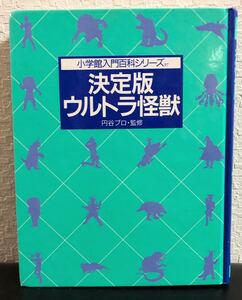 小学館入門百科シリーズ
決定版
ウルトラ怪獣
円谷プロ・監修